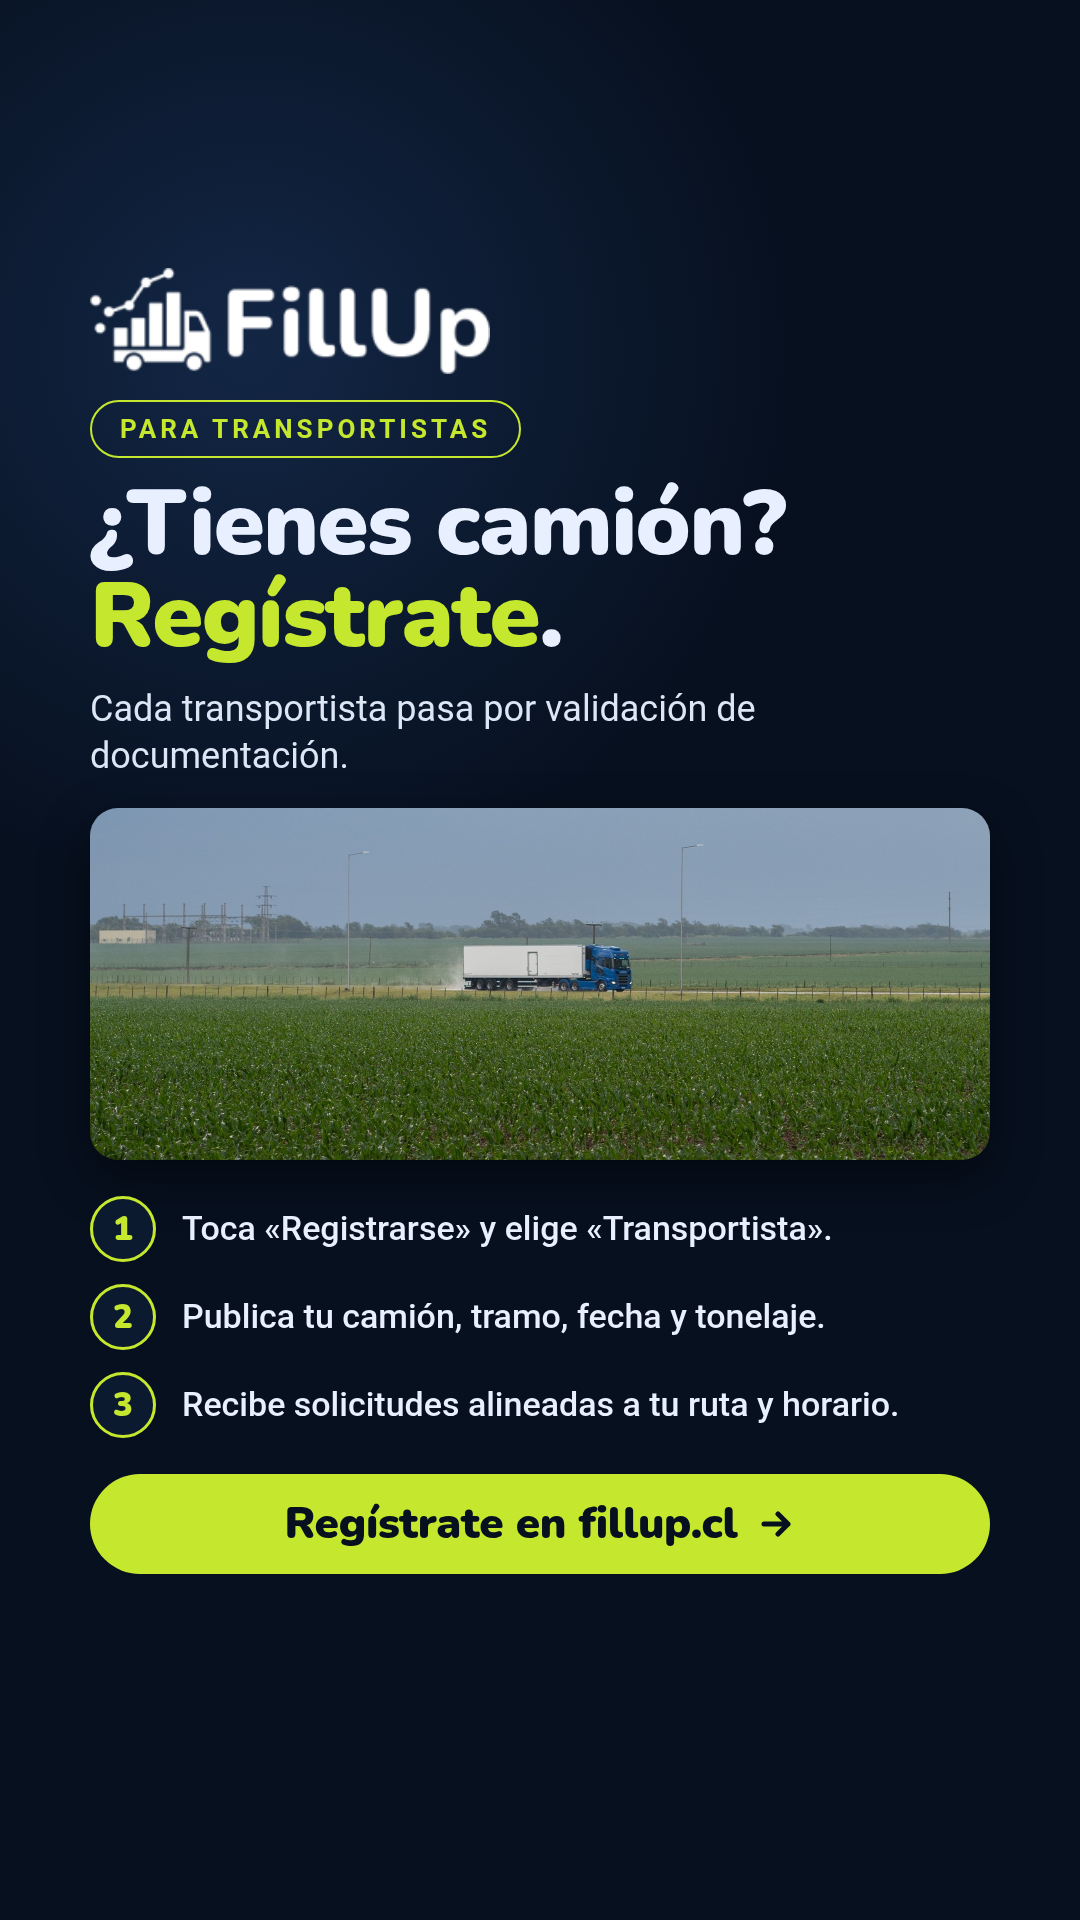 FillUp
PARA TRANSPORTISTAS
¿Tienes camión?
Regístrate.
Cada transportista pasa por validación de
documentación.
1 Toca «Registrarse» y elige «Transportista».
2 Publica tu camión, tramo, fecha y tonelaje.
3 Recibe solicitudes alineadas a tu ruta y horario.
Regístrate en fillup.cl →